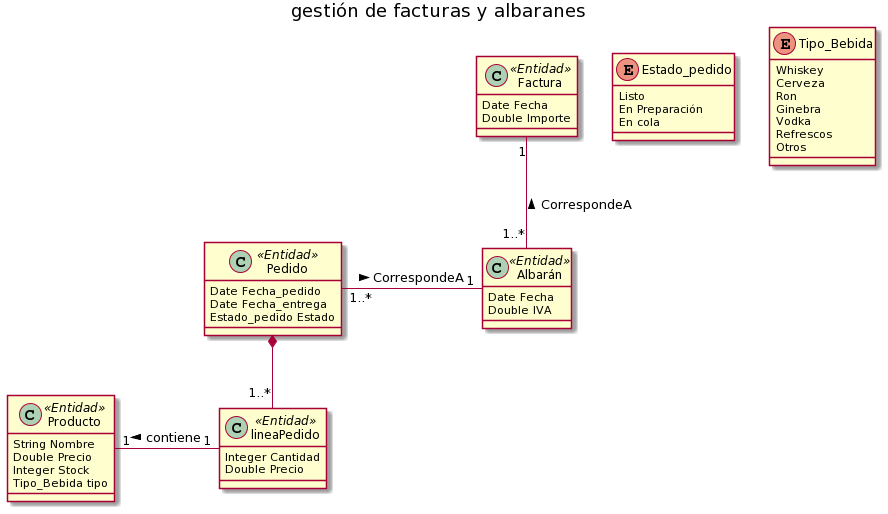 gestión de facturas y albaranes
C
«Entidad»
Factura
Date Fecha
Double Importe
E Estado_pedido
Listo
En Preparación
En cola
E Tipo_Bebida
Whiskey
Cerveza
Ron
Ginebra
Vodka
Refrescos
Otros
1
CorrespondeA
1..*
C
«Entidad»
Pedido
Date Fecha_pedido
Date Fecha_entrega
Estado_pedido Estado
CorrespondeA
1..*
1
C
«Entidad»
Albarán
Date Fecha
Double IVA
1..*
C
«Entidad»
Producto
String Nombre
Double Precio
Integer Stock
Tipo_Bebida tipo
1
contiene
1
C
«Entidad»
lineaPedido
Integer Cantidad
Double Precio